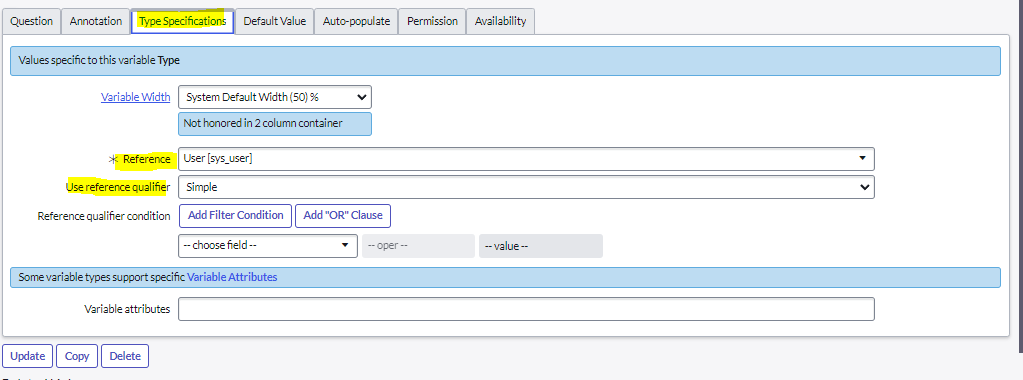 Question Annotation Type Specifications Default Value Auto-populate Permission Availability
Values specific to this variable Type
Variable Width System Default Width (50) %
Not honored in 2 column container
Reference User [sys_user]
Use reference qualifier Simple
Reference qualifier condition Add Filter Condition Add "OR" Clause
-- choose field -- -- oper -- -- value --
Some variable types support specific Variable Attributes
Variable attributes
Update Copy Delete